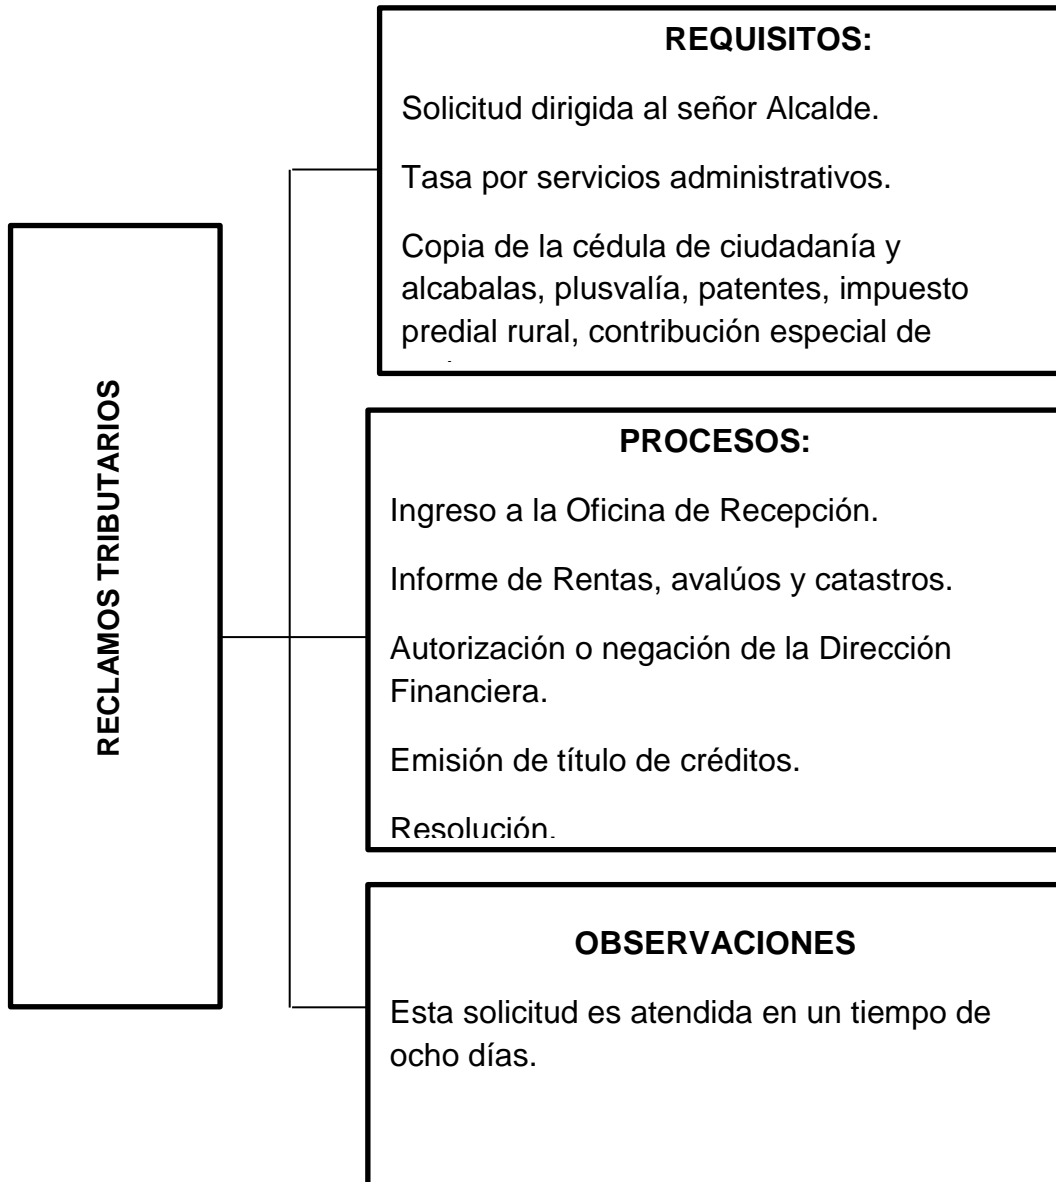 RECLAMOS TRIBUTARIOS
REQUISITOS:
Solicitud dirigida al señor Alcalde.
Tasa por servicios administrativos.
Copia de la cédula de ciudadanía y
alcabalas, plusvalía, patentes, impuesto
predial rural, contribución especial de
PROCESOS:
Ingreso a la Oficina de Recepción.
Informe de Rentas, avalúos y catastros.
Autorización o negación de la Dirección
Financiera.
Emisión de título de créditos.
Resolución.
OBSERVACIONES
Esta solicitud es atendida en un tiempo de
ocho días.